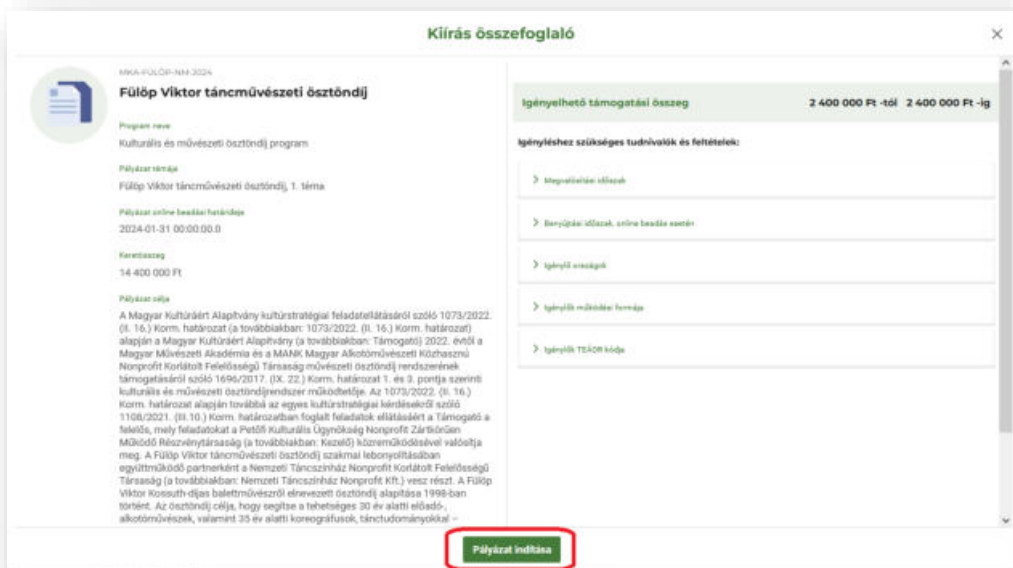 Kiírás összefoglaló
MKA-FÜLÖP-NM-2024
Fülöp Viktor táncművészeti ösztöndíj
Program neve
Kulturális és művészeti ösztöndíj program
Pályázat témája
Fülöp Viktor táncművészeti ösztöndíj, 1. téma
Pályázat online beadási határideje
2024-01-31 00:00:00.0
Keretösszeg
14 400 000 Ft
Pályázat célja
A Magyar Kultúráért Alapítvány kultúrstratégiai feladatellátásáról szóló 1073/2022.
(II. 16.) Korm. határozat (a továbbiakban: 1073/2022. (II. 16.) Korm. határozat)
alapján a Magyar Kultúráért Alapítvány (a továbbiakban: Támogató) 2022. évtől a
Magyar Művészeti Akadémia és a MANK Magyar Alkotóművészeti Közhasznú
Nonprofit Korlátolt Felelősségű Társaság művészeti ösztöndíj rendszerének
támogatásáról szóló 1696/2017. (IX. 22.) Korm. határozat 1. és 3. pontja szerinti
kulturális és művészeti ösztöndíjrendszer működtetője. Az 1073/2022. (II. 16.)
Korm. határozat alapján továbbá az egyes kultúrstratégiai kérdésekről szóló
1108/2021. (III.10.) Korm. határozatban foglalt feladatok ellátásáért a Támogató a
felelős, mely feladatokat a Petőfi Kulturális Ügynökség Nonprofit Zártkörűen
Működő Részvénytársaság (a továbbiakban: Kezelő) közreműködésével valósítja
meg. A Fülöp Viktor táncművészeti ösztöndíj szakmai lebonyolításában
együttműködő partnerként a Nemzeti Táncszínház Nonprofit Korlátolt Felelősségű
Társaság (a továbbiakban: Nemzeti Táncszínház Nonprofit Kft.) vesz részt. A Fülöp
Viktor Kossuth-díjas balettművészről elnevezett ösztöndíj alapítása 1998-ban
történt. Az ösztöndíj célja, hogy segítse a tehetséges 30 év alatti előadó-,
alkotóművészek, valamint 35 év alatti koreográfusok, tánctudományokkal –
Igényelhető támogatási összeg 2 400 000 Ft -tól 2 400 000 Ft -ig
Igényléshez szükséges tudnivalók és feltételek:
Megvalósítási időszak
Benyújtási időszak, online beadás esetén
Igénylő országok
Igénylők működési formája
Igénylők TEÁOR kódja
Pályázat indítása